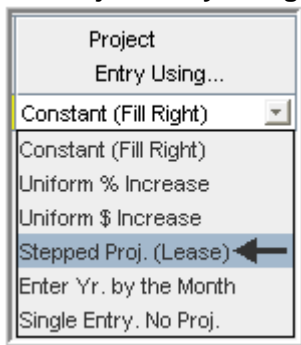 Project
Entry Using...
Constant (Fill Right)
Constant (Fill Right)
Uniform % Increase
Uniform $ Increase
Stepped Proj. (Lease)
Enter Yr. by the Month
Single Entry. No Proj.